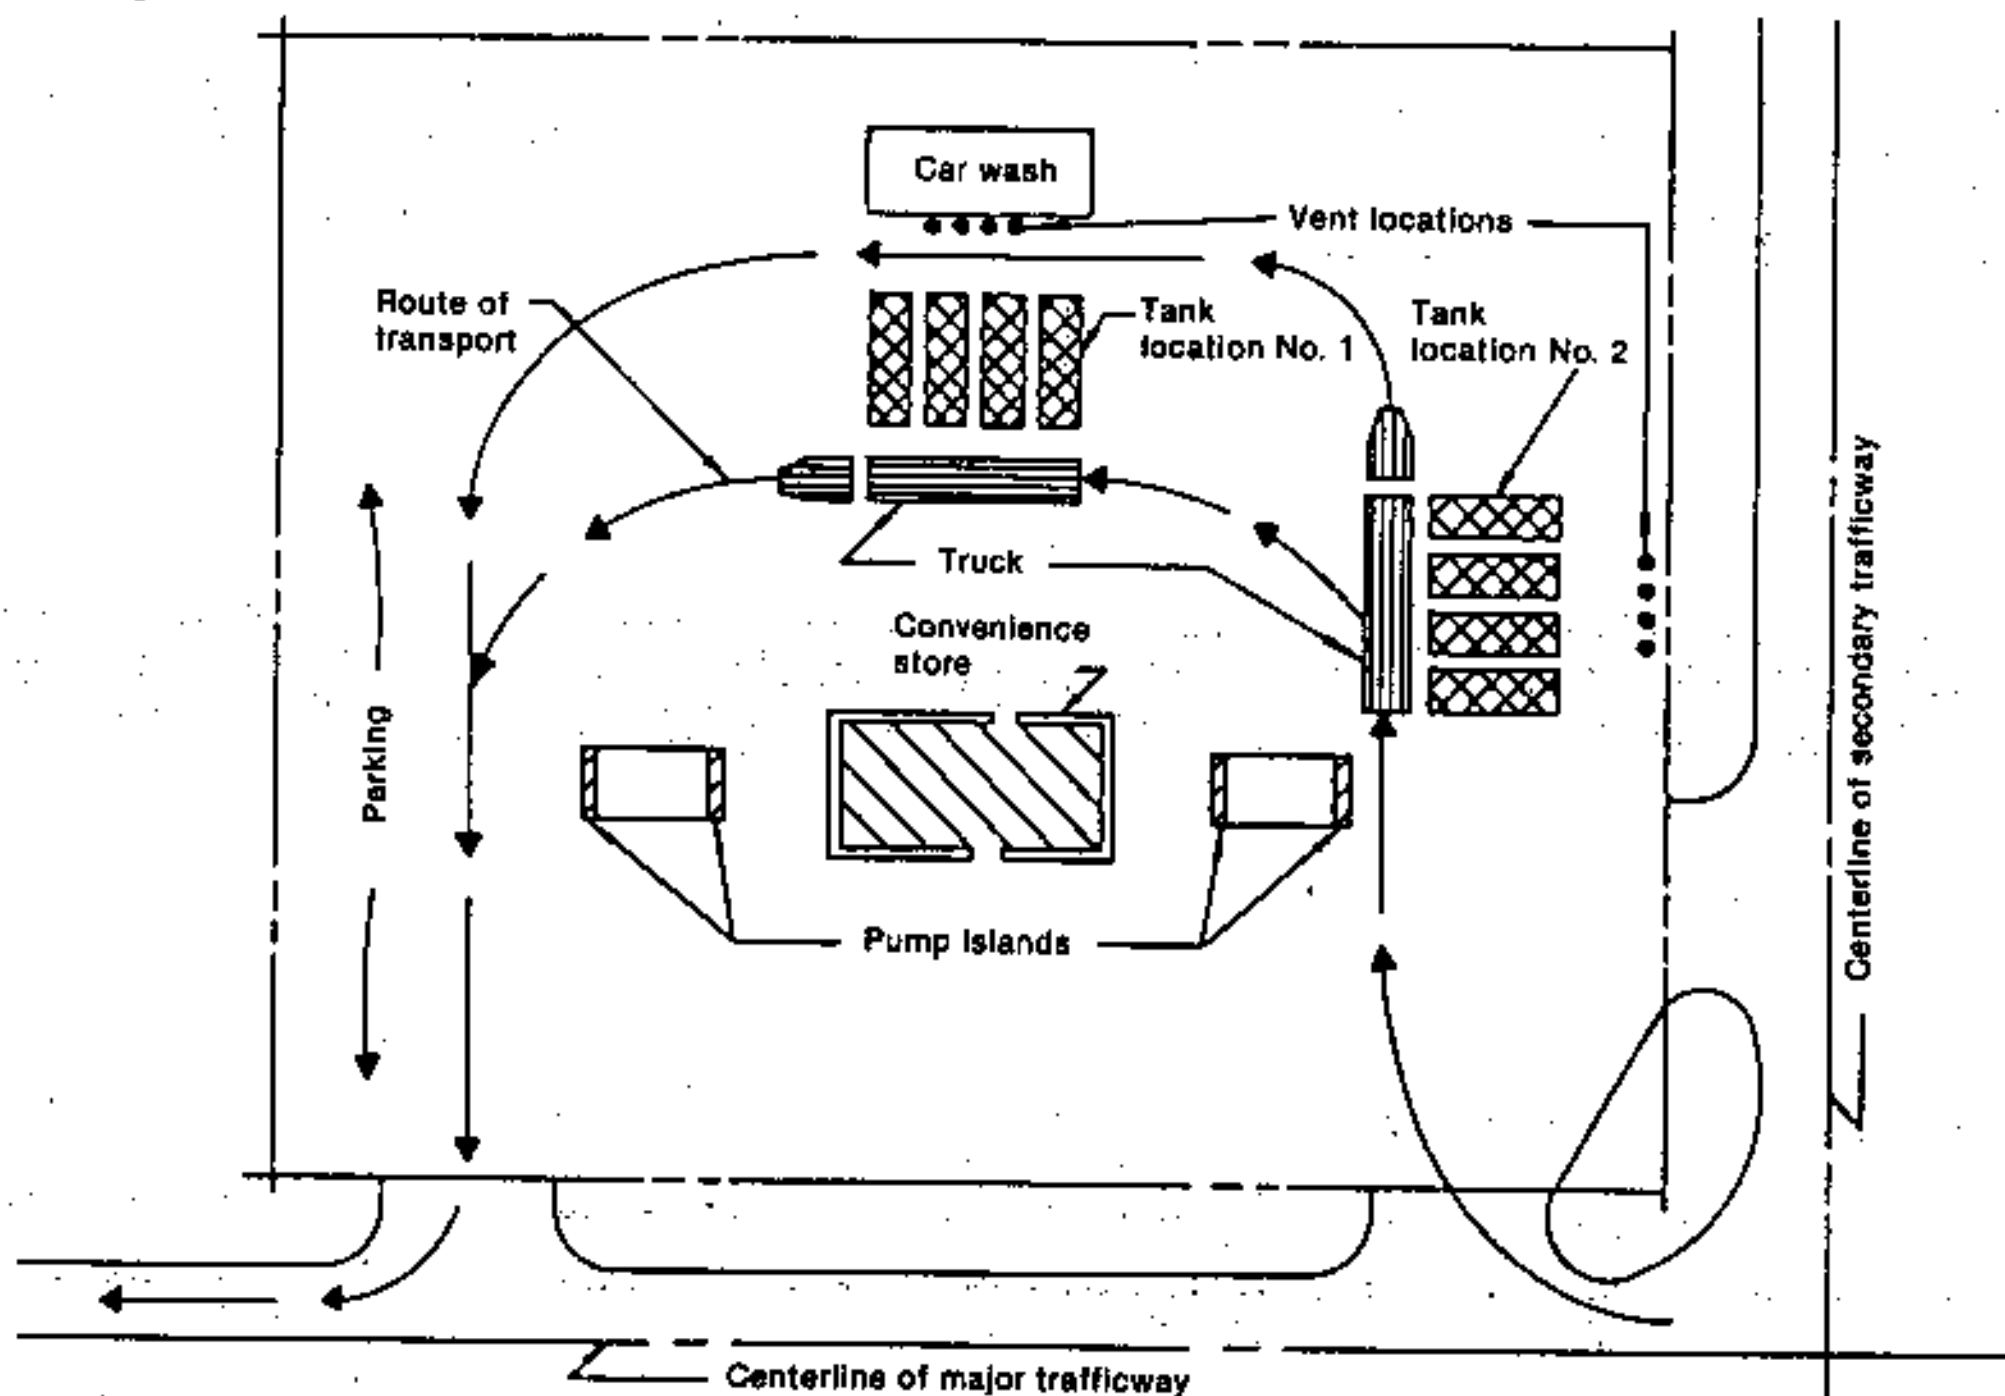 Car wash
Vent locations
Route of
transport
Tank
location No. 1
Tank
location No. 2
Truck
Convenience
store
Parking
Pump Islands
Centerline of secondary trafficway
Centerline of major trafficway